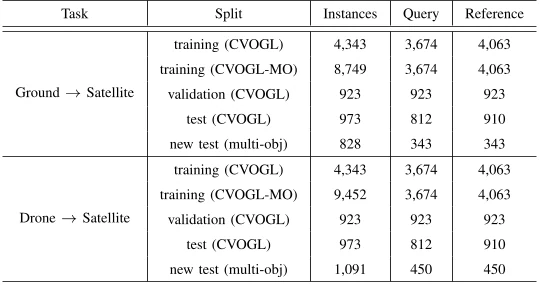 Task Split Instances Query Reference
training (CVOGL) 4,343 3,674 4,063
training (CVOGL-MO) 8,749 3,674 4,063
Ground → Satellite validation (CVOGL) 923 923 923
test (CVOGL) 973 812 910
new test (multi-obj) 828 343 343
training (CVOGL) 4,343 3,674 4,063
training (CVOGL-MO) 9,452 3,674 4,063
Drone → Satellite validation (CVOGL) 923 923 923
test (CVOGL) 973 812 910
new test (multi-obj) 1,091 450 450